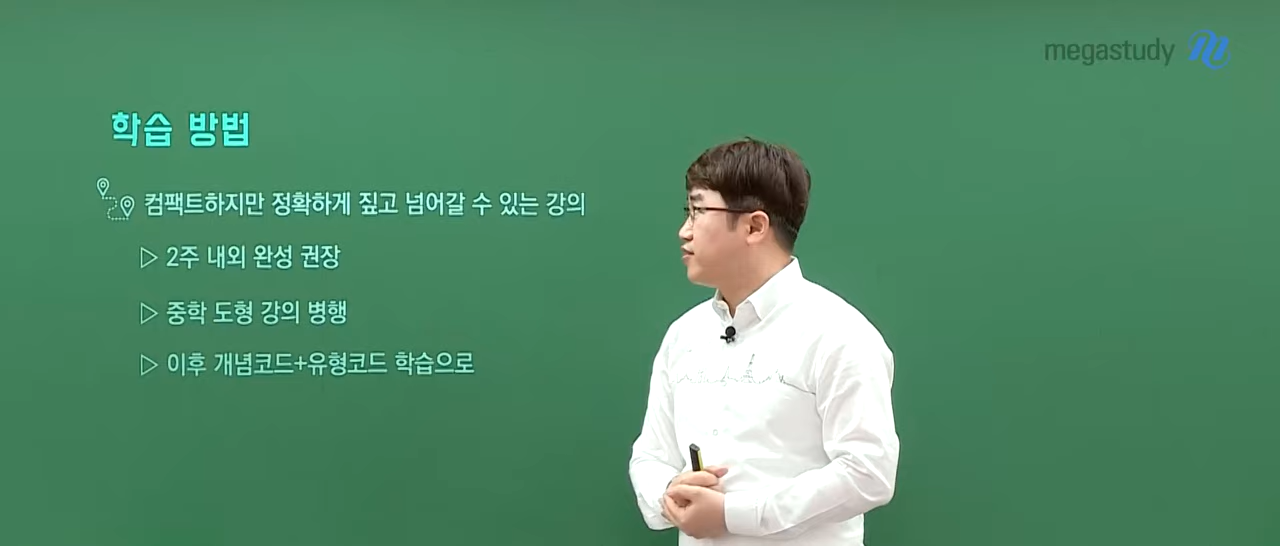 megastudy
학습 방법
컴팩트하지만 정확하게 짚고 넘어갈 수 있는 강의
▷ 2주 내외 완성 권장
▷ 중학 도형 강의 병행
▷ 이후 개념코드+유형코드 학습으로